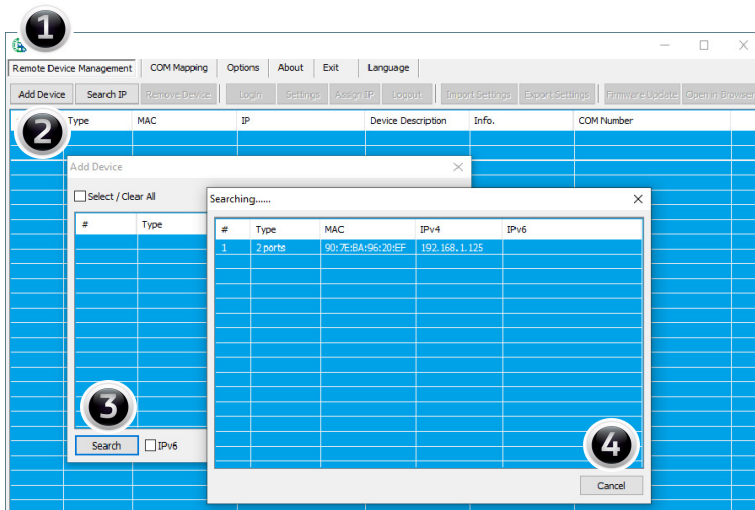 1
Remote Device Management COM Mapping Options About Exit Language
Add Device Search IP Remove Device Login Settings Assign IP Logout Import Settings Export Settings Firmware Update Open in Browser
2 Type MAC IP Device Description Info. COM Number
Add Device
Select / Clear All
# Type
Searching......
# Type MAC IPv4 IPv6
1 2 ports 90:7E:BA:96:20:EF 192.168.1.125
3
Search IPv6
4
Cancel